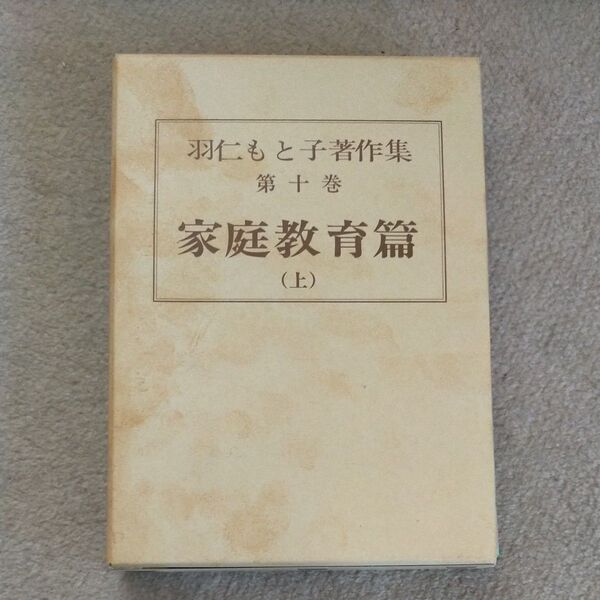 羽仁もと子著作集
第十巻
家庭教育篇
（上）